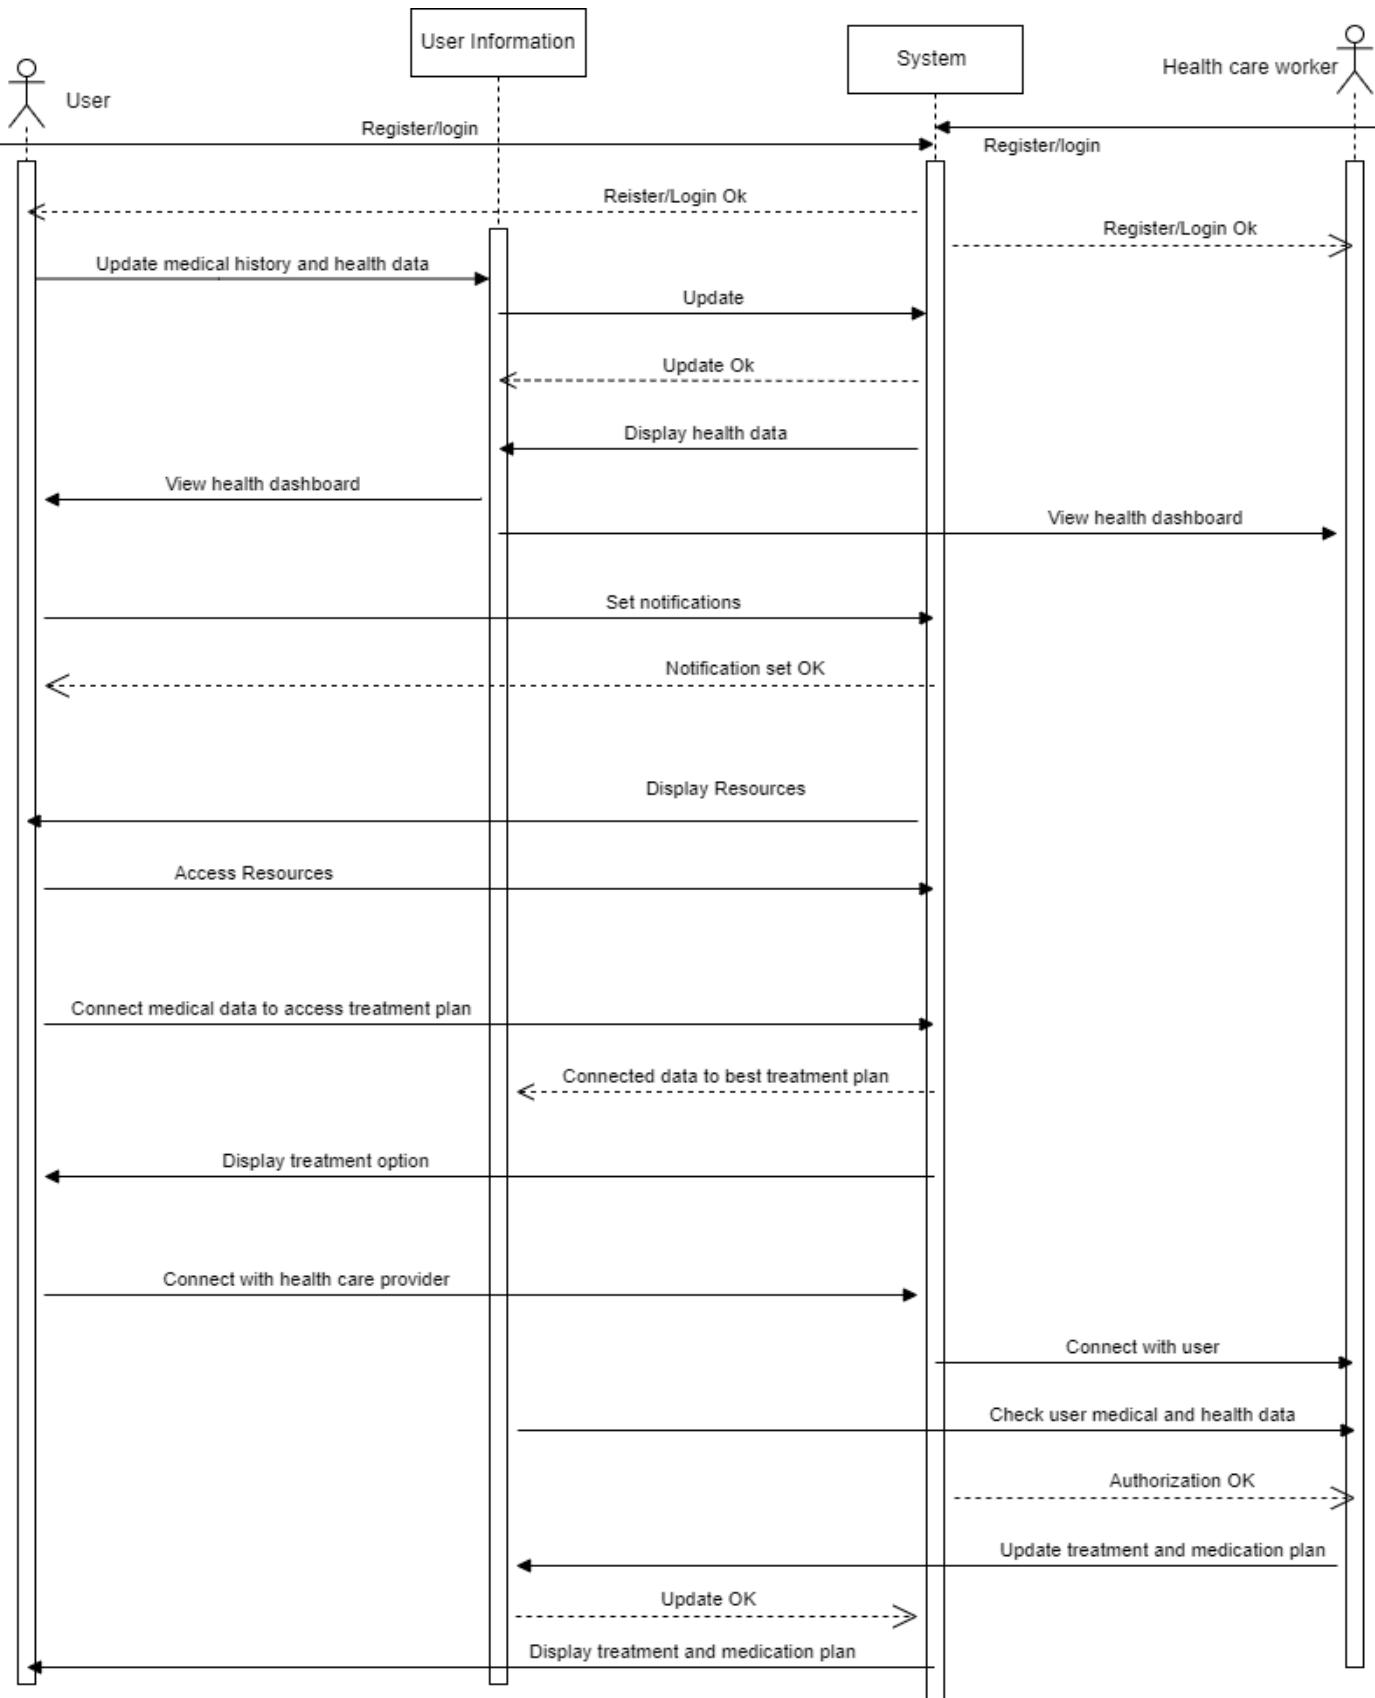 User Information
System
Health care worker
User
Register/login
Register/login
Reister/Login Ok
Register/Login Ok
Update medical history and health data
Update
Update Ok
Display health data
View health dashboard
View health dashboard
Set notifications
Notification set OK
Display Resources
Access Resources
Connect medical data to access treatment plan
Connected data to best treatment plan
Display treatment option
Connect with health care provider
Connect with user
Check user medical and health data
Authorization OK
Update treatment and medication plan
Update OK
Display treatment and medication plan